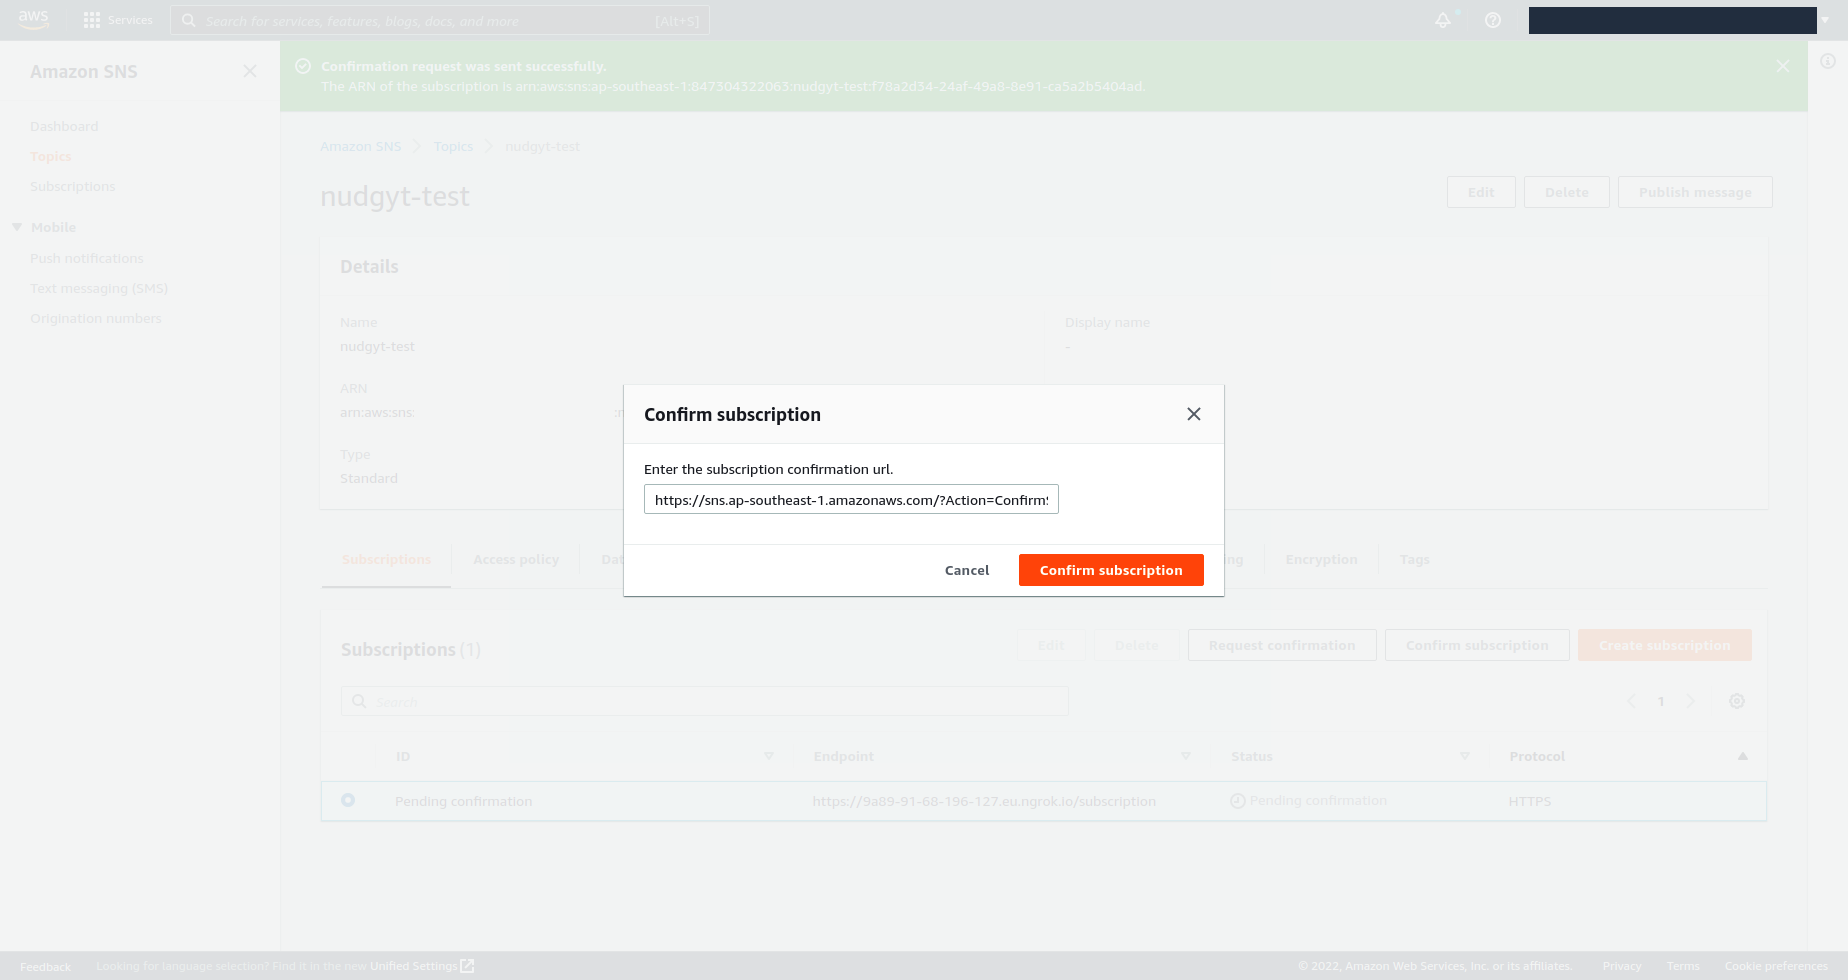 aws
Services
Search for services, features, blogs, docs, and more
[Alt+S]
Amazon SNS
Confirmation request was sent successfully.
The ARN of the subscription is arn:aws:sns:ap-southeast-1:847304322063:nudgyt-test:f78a2d34-24af-49a8-8e91-ca5a2b5404ad.
Dashboard
Topics
Subscriptions
Mobile
Push notifications
Text messaging (SMS)
Origination numbers
Amazon SNS
Topics
nudgyt-test
nudgyt-test
Edit
Delete
Publish message
Details
Name
nudgyt-test
Display name
-
ARN
arn:aws:sns:
Type
Standard
Confirm subscription
Enter the subscription confirmation url.
https://sns.ap-southeast-1.amazonaws.com/?Action=Confirm
Cancel
Confirm subscription
Subscriptions
Access policy
Dat
ng
Encryption
Tags
Subscriptions (1)
Edit
Delete
Request confirmation
Confirm subscription
Create subscription
Search
1
ID
Endpoint
Status
Protocol
Pending confirmation
https://9a89-91-68-196-127.eu.ngrok.io/subscription
Pending confirmation
HTTPS
Feedback
Looking for language selection? Find it in the new Unified Settings
© 2022, Amazon Web Services, Inc. or its affiliates.
Privacy
Terms
Cookie preferences